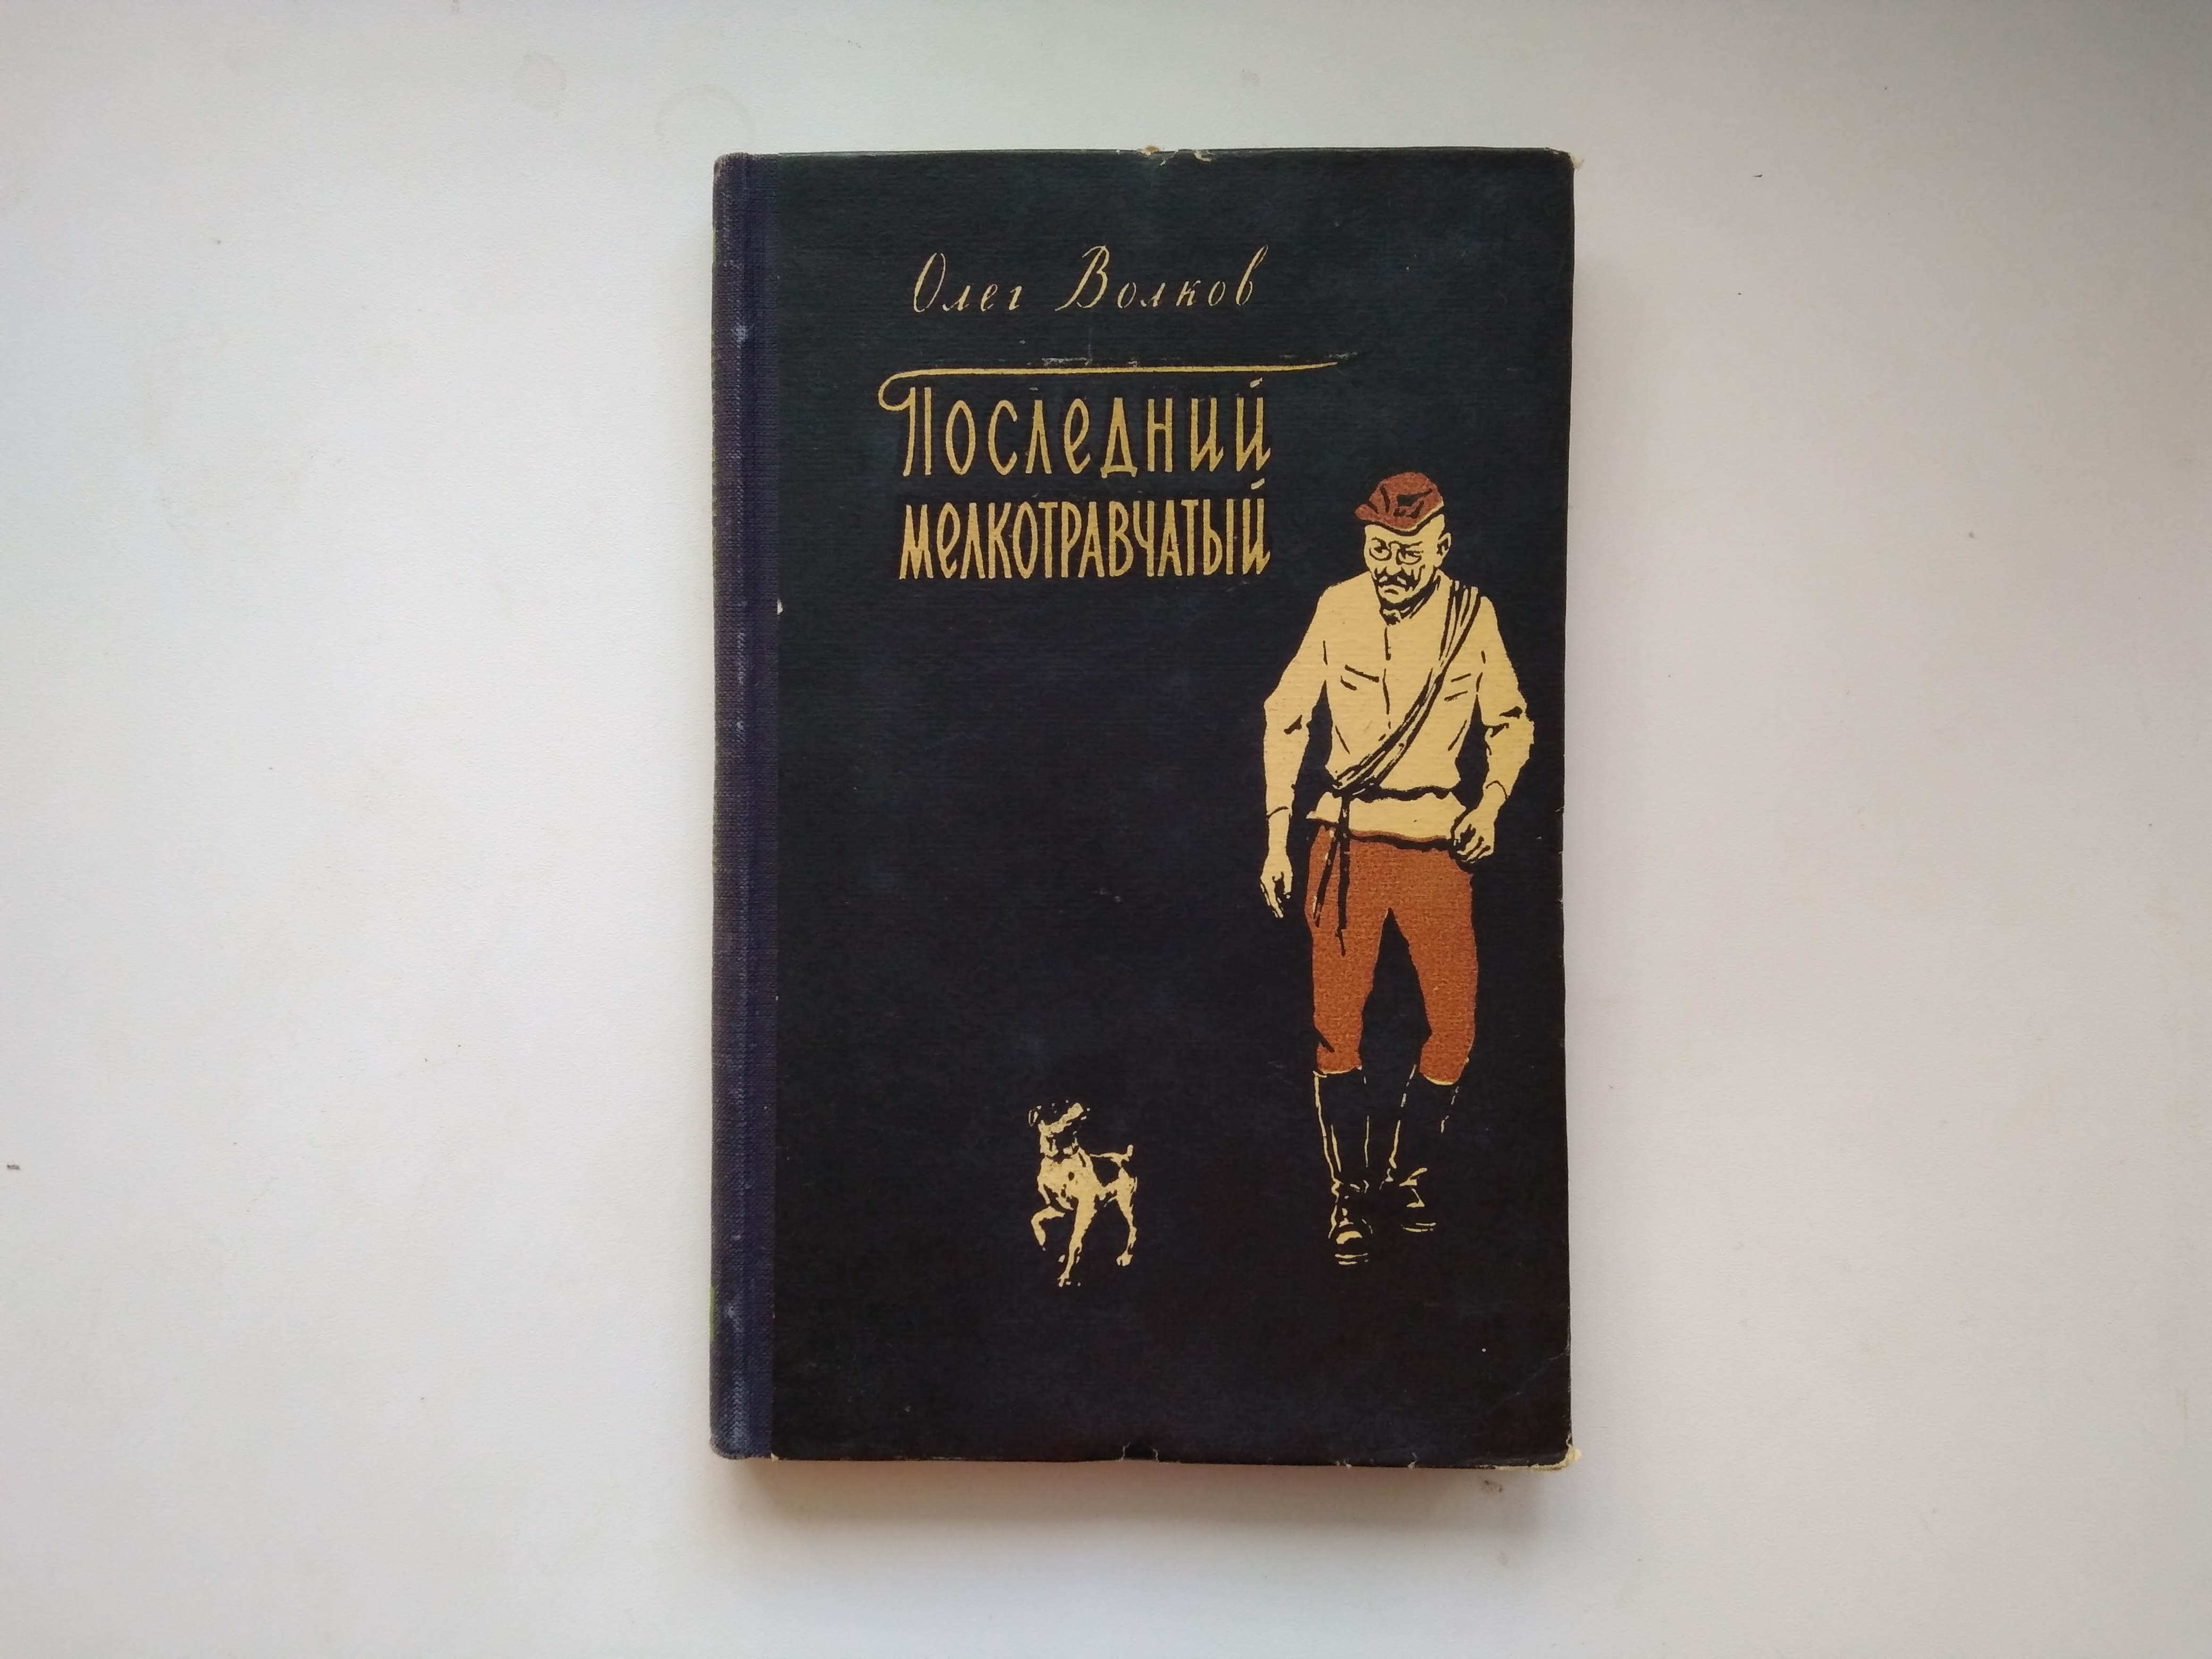 Олег Волков
Последний
мелкотравчатый